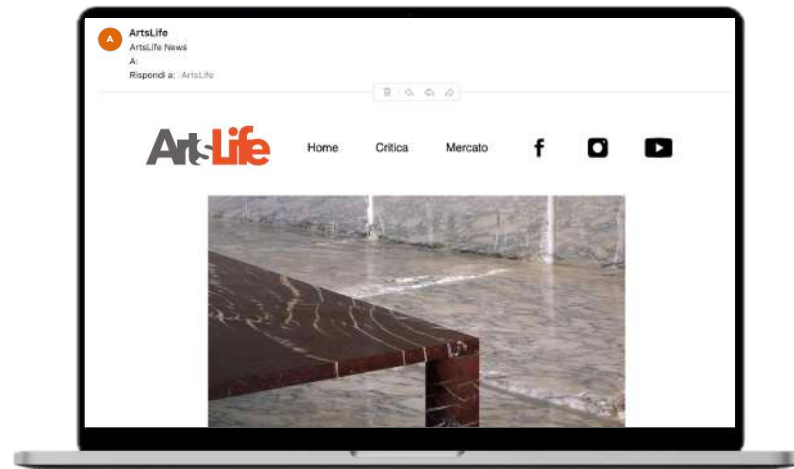 A
ArtsLife
ArtsLife News
A:
Rispondi a: ArtsLife
ArtsLife
Home
Critica
Mercato